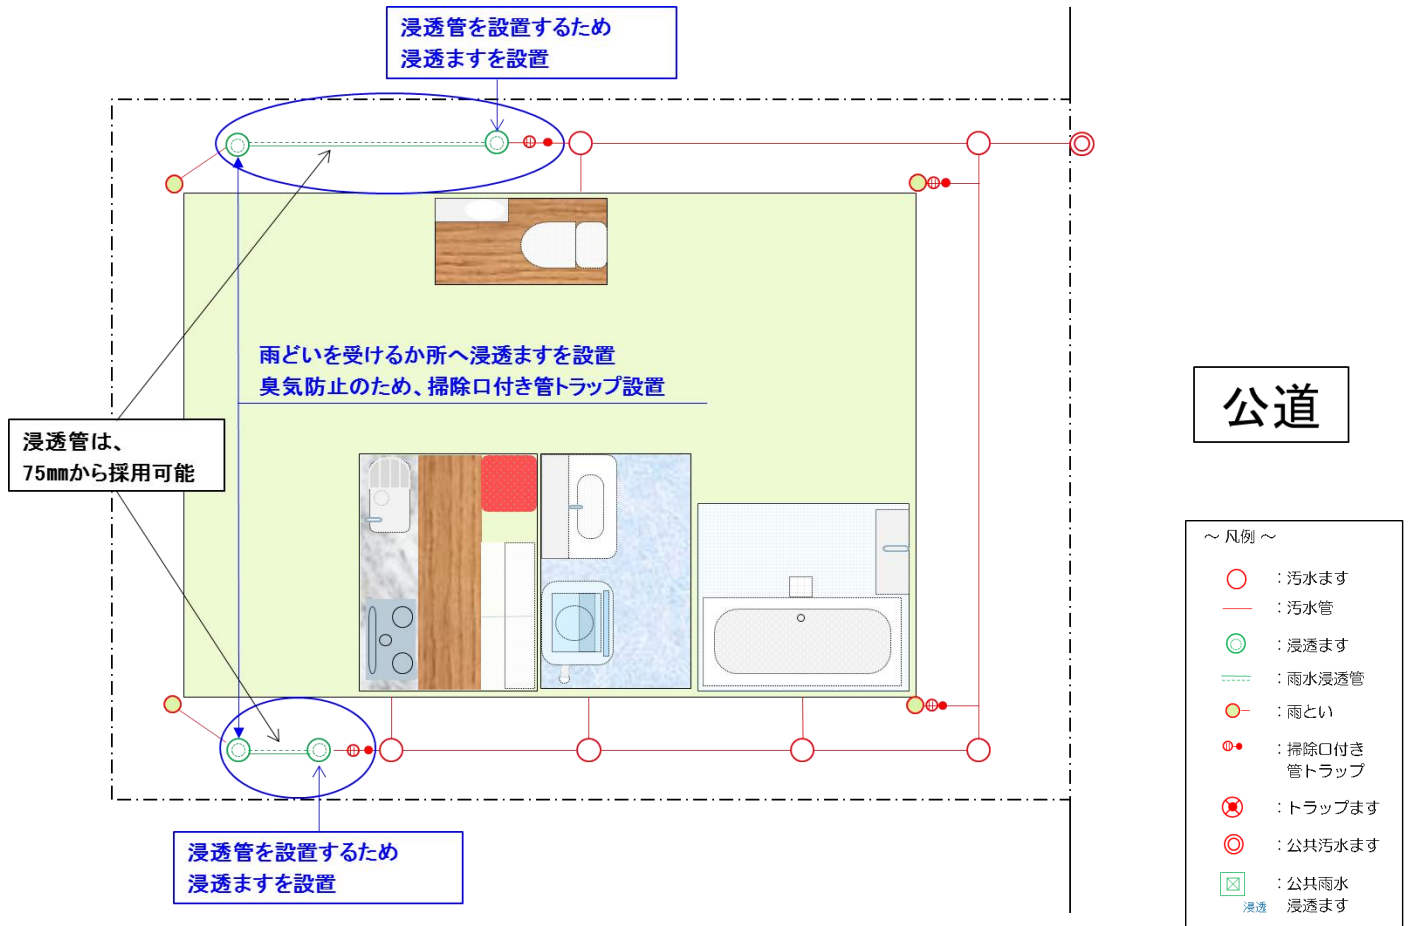 浸透管を設置するため
浸透ますを設置
雨どいを受けるか所へ浸透ますを設置
臭気防止のため、掃除口付き管トラップ設置
浸透管は、
75㎜から採用可能
公道
浸透管を設置するため
浸透ますを設置
～ 凡例 ～
：汚水ます
：汚水管
：浸透ます
：雨水浸透管
：雨とい
：掃除口付き
管トラップ
：トラップます
：公共汚水ます
：公共雨水
浸透 浸透ます